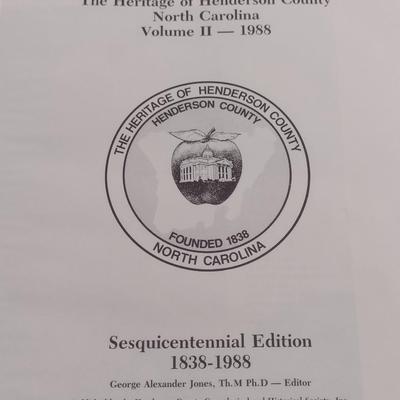 The Heritage of Henderson County
North Carolina
Volume II — 1988
THE HERITAGE OF HENDERSON COUNTY
HENDERSON COUNTY
FOUNDED 1838
NORTH CAROLINA
Sesquicentennial Edition
1838-1988
George Alexander Jones, Th.M Ph.D — Editor